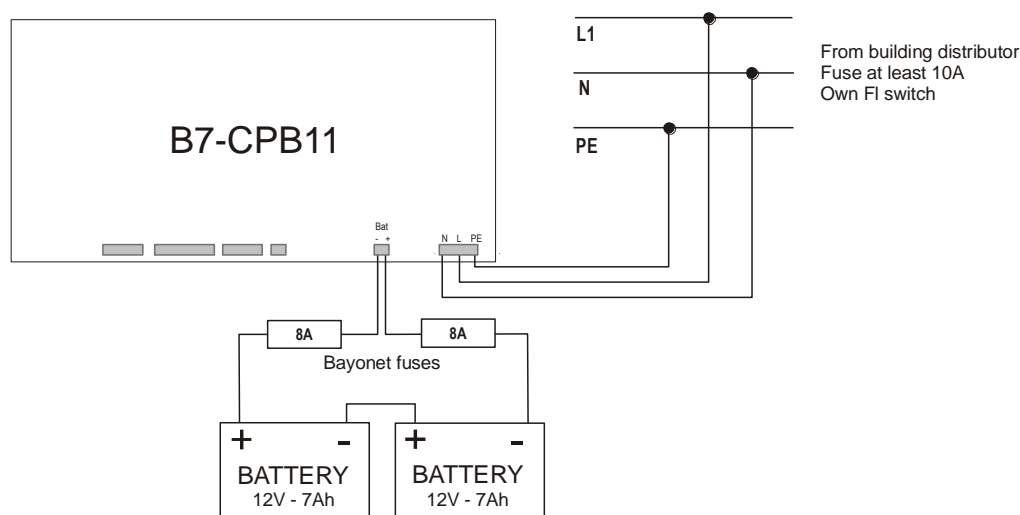 L1
From building distributor
Fuse at least 10A
Own FI switch
N
PE
B7-CPB11
Bat
- +
N L PE
8A
8A
Bayonet fuses
+ -
+ -
BATTERY
12V - 7Ah
BATTERY
12V - 7Ah